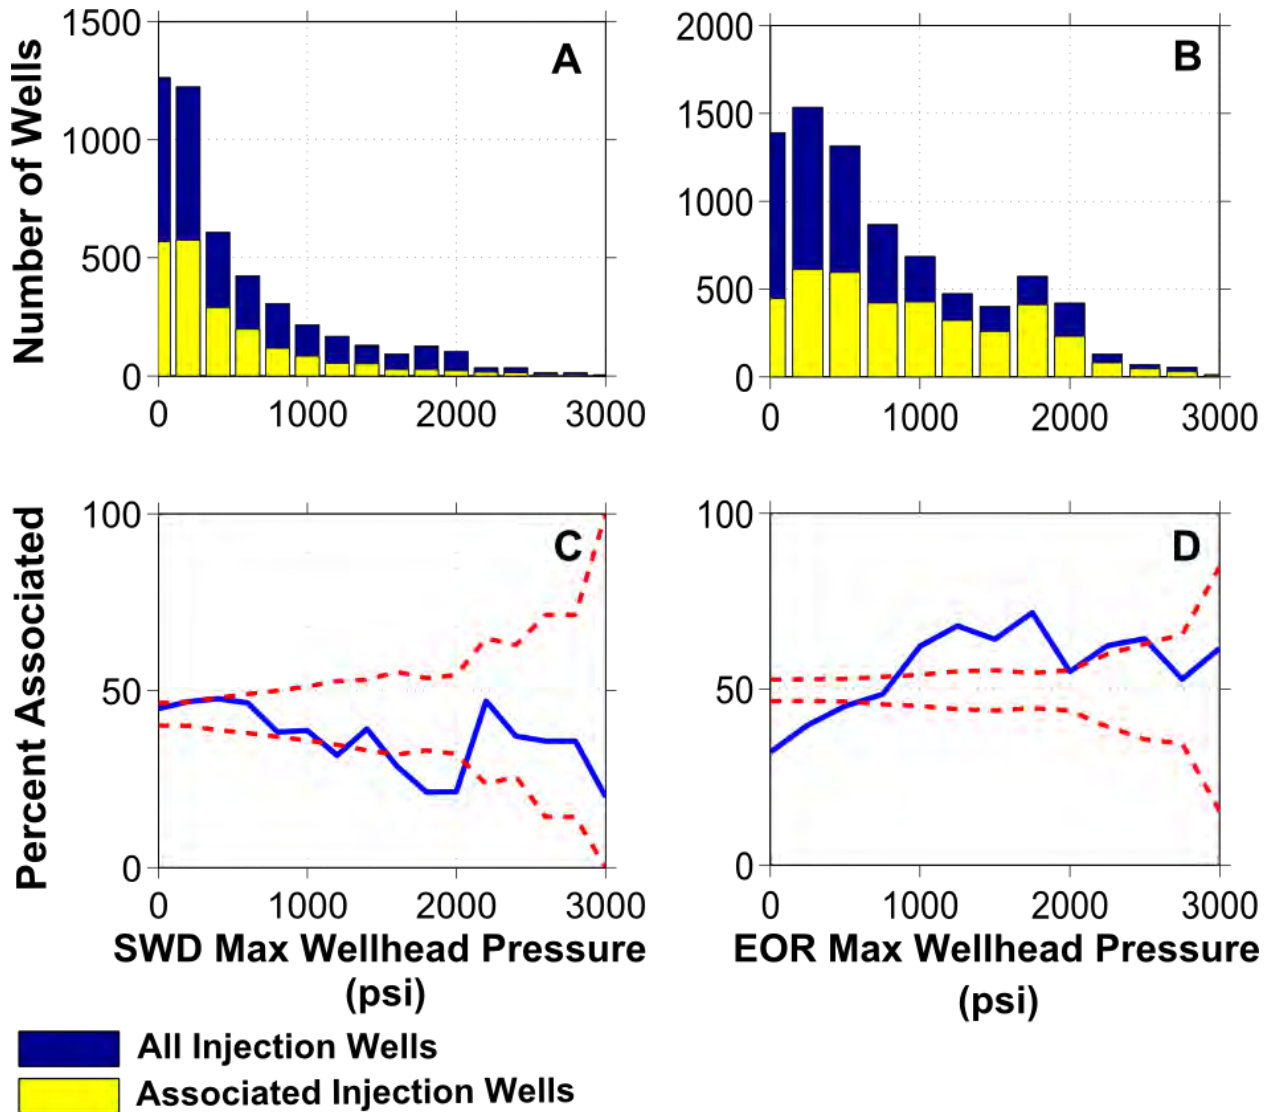 Number of Wells
1500
1000
500
0
A
0 1000 2000 3000
2000
1500
1000
500
0
B
0 1000 2000 3000
Percent Associated
100
50
0
C
0 1000 2000 3000
SWD Max Wellhead Pressure
(psi)
100
50
0
D
0 1000 2000 3000
EOR Max Wellhead Pressure
(psi)
All Injection Wells
Associated Injection Wells